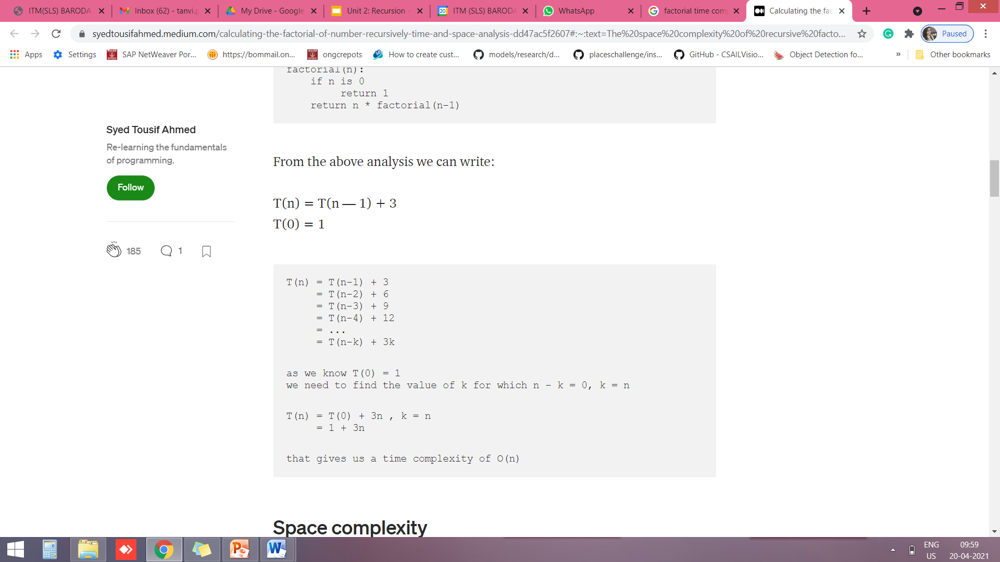 ITM(SLS) BARODA
Inbox (62) - tanvi.p
My Drive - Google
Unit 2: Recursion -
ITM (SLS) BARODA
WhatsApp
factorial time com
Calculating the fac
syedtousifahmed.medium.com/calculating-the-factorial-of-number-recursively-time-and-space-analysis-dd47ac5f2607#:~:text=The%20space%20complexity%20of%20recursive%20facto...
Paused
Apps
Settings
SAP NetWeaver Por...
https://bommail.on...
ongcrepots
How to create cust...
models/research/d...
placeschallenge/ins...
GitHub - CSAILVisio...
Object Detection fo...
»
Other bookmarks
factorial(n):
if n is 0
return 1
return n * factorial(n-1)
Syed Tousif Ahmed
Re-learning the fundamentals
of programming.
Follow
185
1
From the above analysis we can write:
T(n) = T(n — 1) + 3
T(0) = 1
T(n) = T(n-1) + 3
= T(n-2) + 6
= T(n-3) + 9
= T(n-4) + 12
= ...
= T(n-k) + 3k
as we know T(0) = 1
we need to find the value of k for which n - k = 0, k = n
T(n) = T(0) + 3n , k = n
= 1 + 3n
that gives us a time complexity of O(n)
Space complexity
ENG
US
09:59
20-04-2021